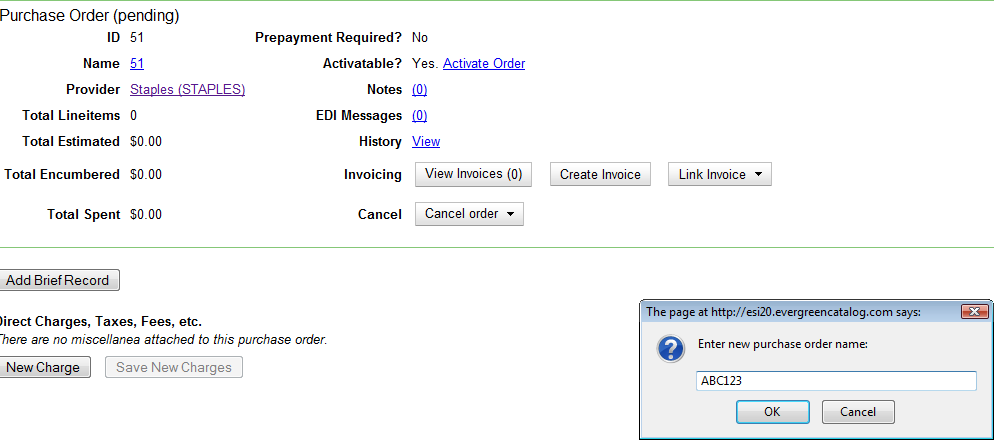 Purchase Order (pending)
ID 51 Prepayment Required? No
Name 51 Activatable? Yes. Activate Order
Provider Staples (STAPLES) Notes (0)
Total Lineitems 0 EDI Messages (0)
Total Estimated $0.00 History View
Total Encumbered $0.00 Invoicing View Invoices (0) Create Invoice Link Invoice
Total Spent $0.00 Cancel Cancel order
Add Brief Record
Direct Charges, Taxes, Fees, etc.
There are no miscellanea attached to this purchase order.
New Charge Save New Charges
The page at http://esi20.evergreencatalog.com says:
Enter new purchase order name:
ABC123
OK Cancel